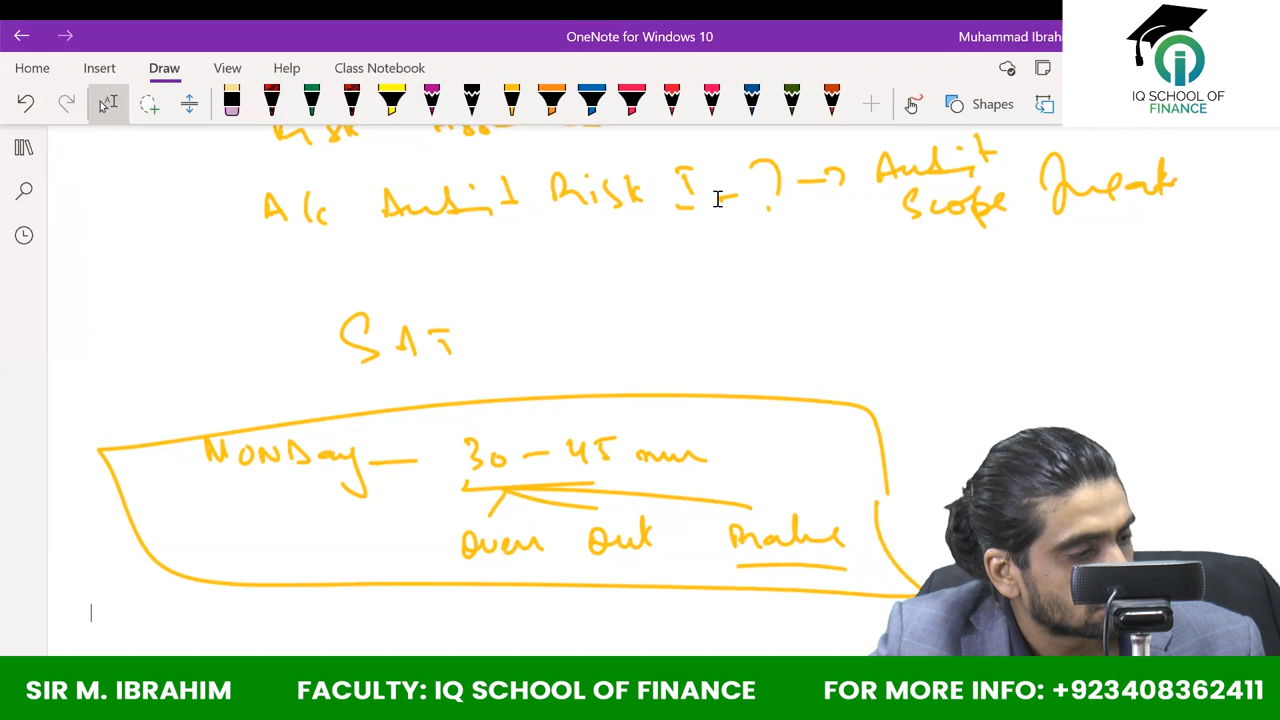 OneNote for Windows 10
Muhammad Ibrah
Home Insert Draw View Help Class Notebook
Shapes
IQ SCHOOL OF
FINANCE
Risk
A/c Audit Risk I - ? → Audit Scope
SAT
MONDAY — 30 - 45 min
Over Out
SIR M. IBRAHIM FACULTY: IQ SCHOOL OF FINANCE FOR MORE INFO: +923408362411